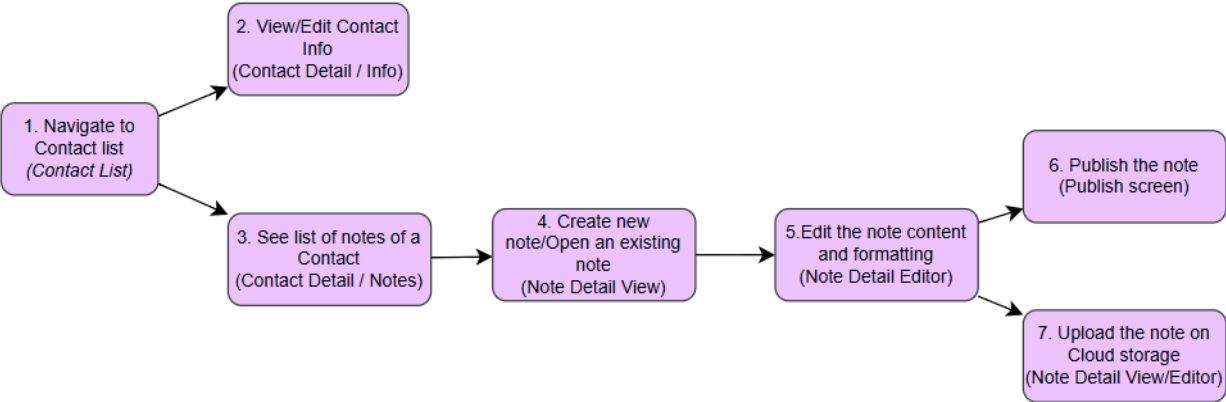 2. View/Edit Contact
Info
(Contact Detail / Info)
1. Navigate to
Contact list
(Contact List)
3. See list of notes of a
Contact
(Contact Detail / Notes)
4. Create new
note/Open an existing
note
(Note Detail View)
5.Edit the note content
and formatting
(Note Detail Editor)
6. Publish the note
(Publish screen)
7. Upload the note on
Cloud storage
(Note Detail View/Editor)